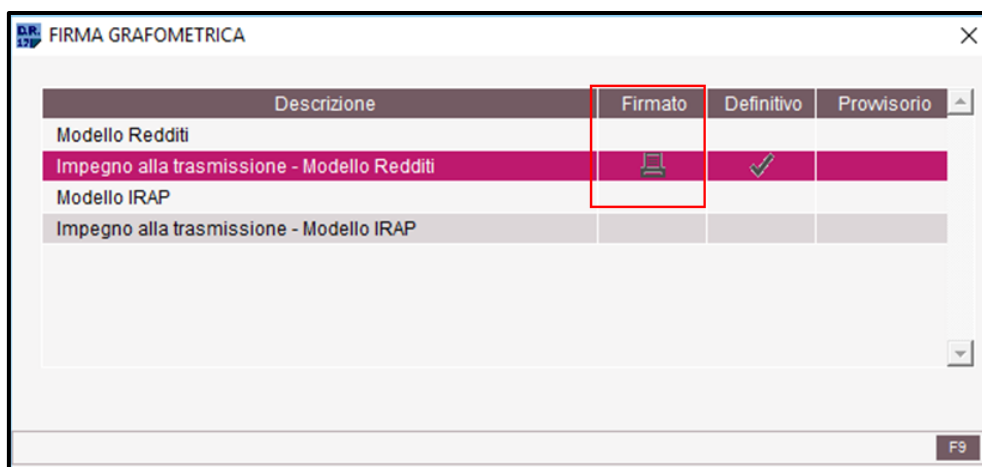 D.R. FIRMA GRAFOMETRICA
Descrizione Firmato Definitivo Provvisorio
Modello Redditi
Impegno alla trasmissione - Modello Redditi
Modello IRAP
Impegno alla trasmissione - Modello IRAP
F9